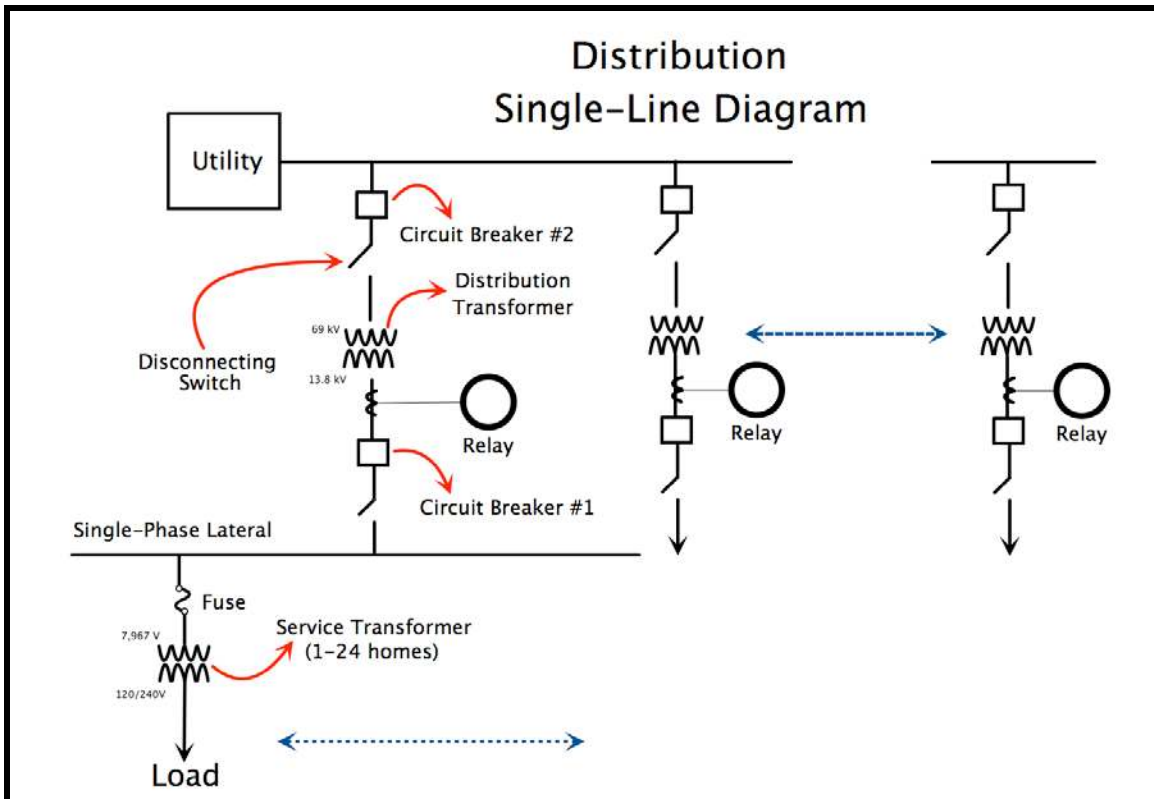 Distribution
Single-Line Diagram
Utility
Circuit Breaker #2
Distribution
Transformer
69 kV
Disconnecting
Switch
13.8 kV
Relay
Relay
Relay
Circuit Breaker #1
Single-Phase Lateral
Fuse
Service Transformer
(1-24 homes)
7,967 V
120/240V
Load